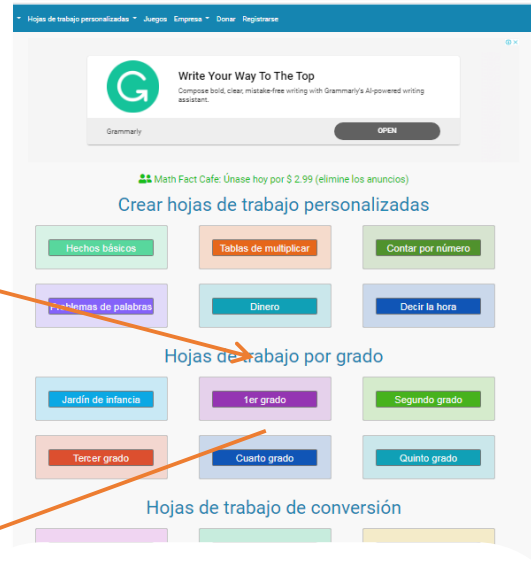 Hojas de trabajo personalizadas Juegos Empresa Donar Registrarse
Write Your Way To The Top
Compose bold, clear, mistake-free writing with Grammarly's AI-powered writing
assistant.
Grammarly OPEN
Math Fact Cafe: Únase hoy por $ 2.99 (elimine los anuncios)
Crear hojas de trabajo personalizadas
Hechos básicos Tablas de multiplicar Contar por número
Problemas de palabras Dinero Decir la hora
Hojas de trabajo por grado
Jardín de infancia 1er grado Segundo grado
Tercer grado Cuarto grado Quinto grado
Hojas de trabajo de conversión